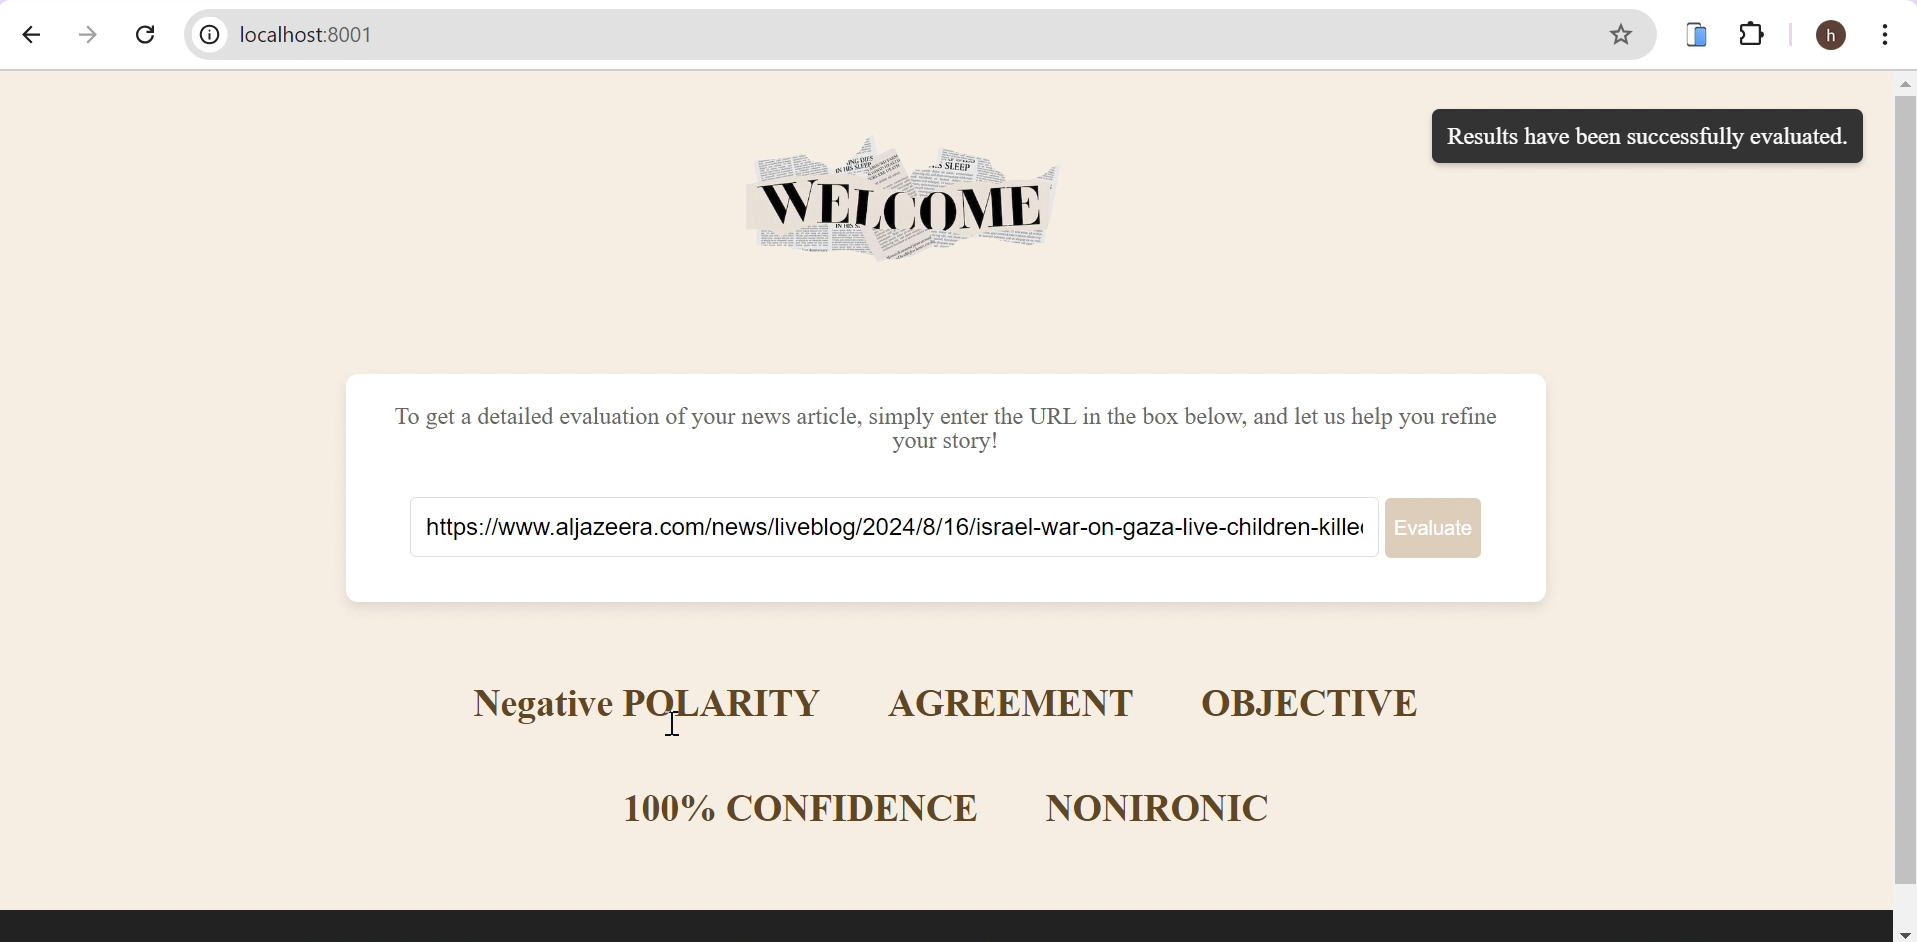 localhost:8001
h
Results have been successfully evaluated.
WELCOME
To get a detailed evaluation of your news article, simply enter the URL in the box below, and let us help you refine
your story!
https://www.aljazeera.com/news/liveblog/2024/8/16/israel-war-on-gaza-live-children-kille
Evaluate
Negative POLARITY AGREEMENT OBJECTIVE
100% CONFIDENCE NONIRONIC